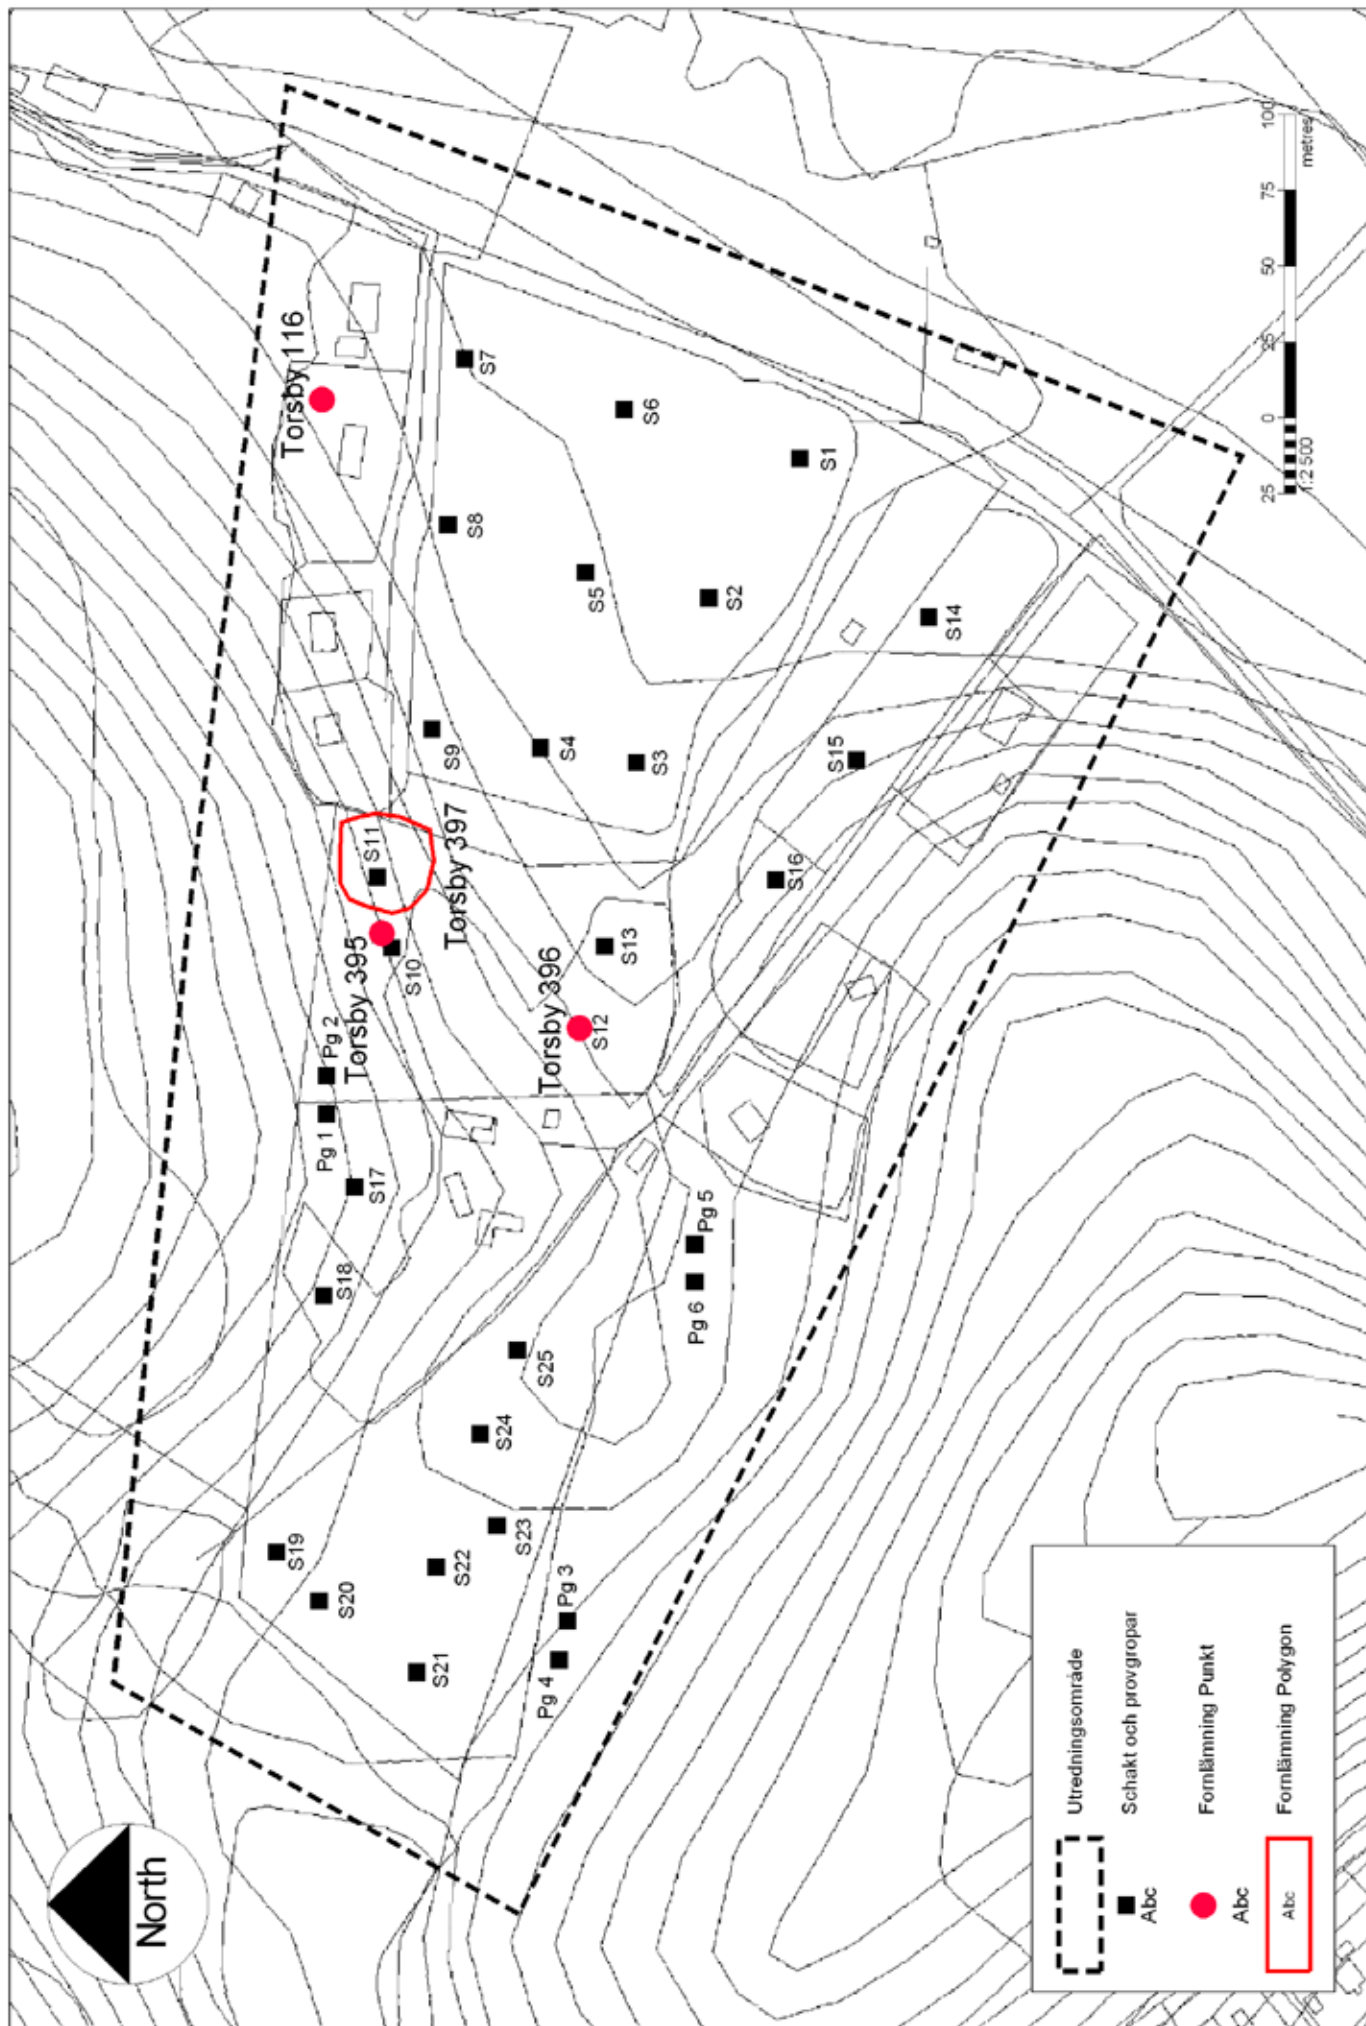 North
Torsby 116
S7
S6
S1
S8
S5
S2
S14
S9
S4
S3
S15
S11
Torsby 397
S16
Torsby 395
S10
S13
Torsby 396
S12
Pg 2
Pg 1
S17
S18
Pg 5
Pg 6
S25
S24
S23
S19
S20
S22
S21
Pg 3
Pg 4
Utredningsområde
Abc
Schakt och provgropar
Abc
Fornlämning Punkt
Abc
Fornlämning Polygon
25 0 25 50 75 100
1:2 500
metres